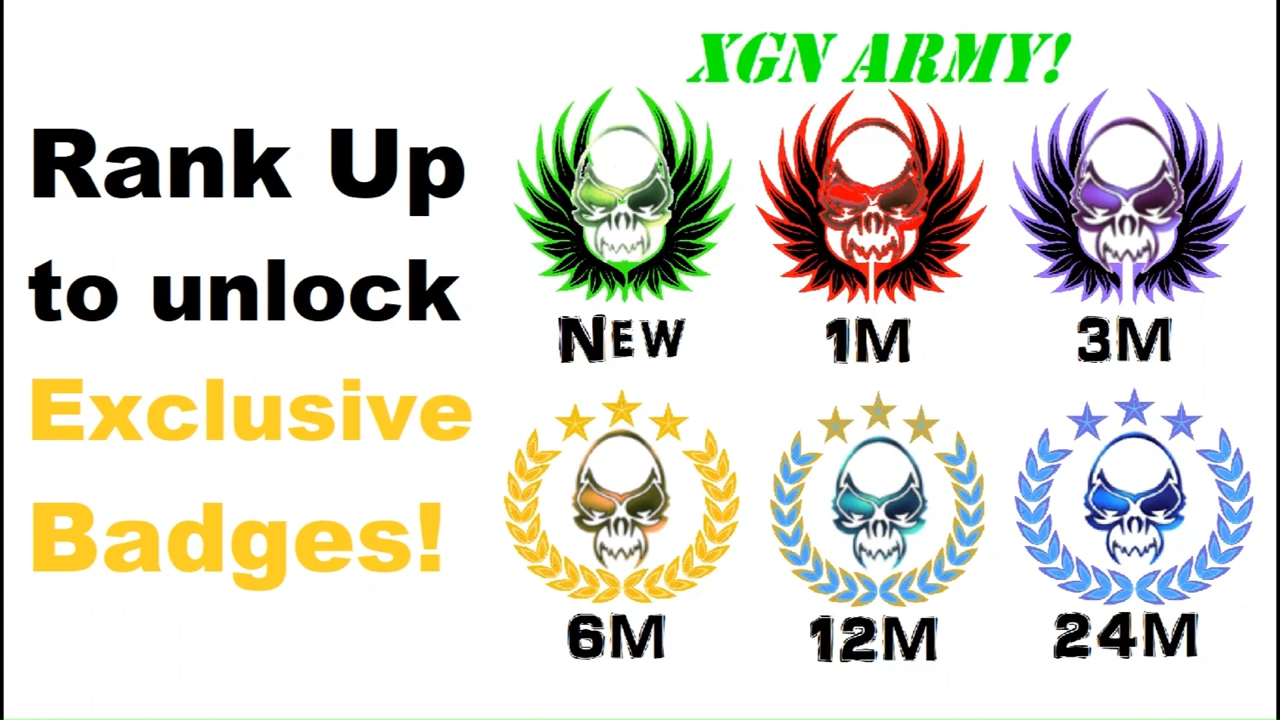 Rank Up
to unlock
Exclusive
Badges!
XGN ARMY!
NEW
1M
3M
6M
12M
24M